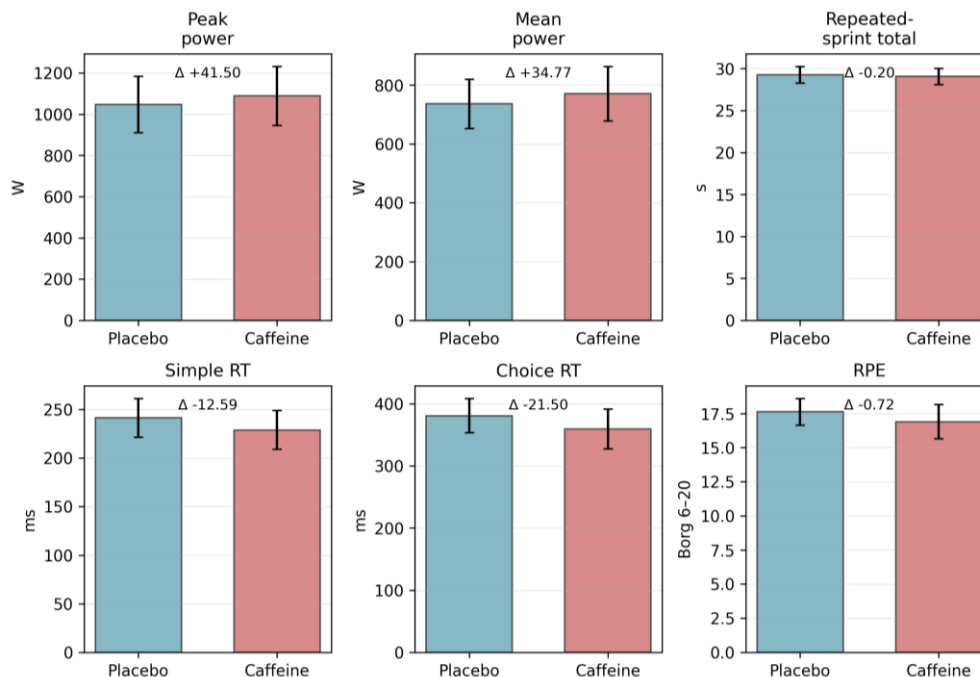 Peak
power
Δ +41.50
1200
1000
800
600
400
200
0
W
Placebo
Caffeine
Mean
power
Δ +34.77
800
600
400
200
0
W
Placebo
Caffeine
Repeated-
sprint total
Δ -0.20
30
25
20
15
10
5
0
s
Placebo
Caffeine
Simple RT
Δ -12.59
250
200
150
100
50
0
ms
Placebo
Caffeine
Choice RT
Δ -21.50
400
300
200
100
0
ms
Placebo
Caffeine
RPE
Δ -0.72
17.5
15.0
12.5
10.0
7.5
5.0
2.5
0.0
Borg 6–20
Placebo
Caffeine